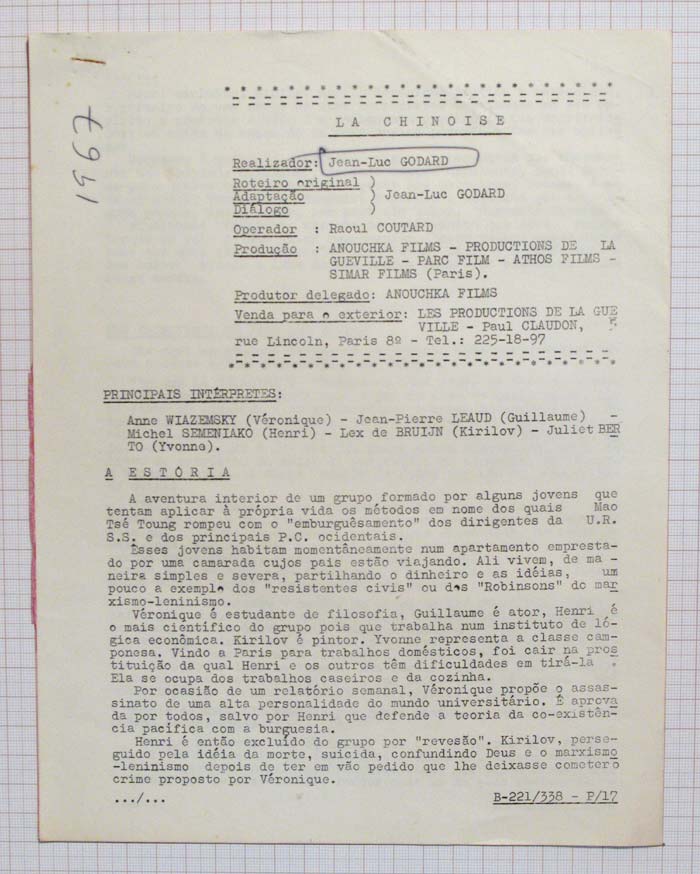 1967
LA CHINOISE
Realizador: Jean-Luc GODARD
Roteiro original )
Adaptação ) Jean-Luc GODARD
Diálogo )
Operador : Raoul COUTARD
Produção : ANOUCHKA FILMS - PRODUCTIONS DE LA
GUEVILLE - PARC FILM - ATHOS FILMS -
SIMAR FILMS (Paris).
Produtor delegado: ANOUCHKA FILMS
Venda para o exterior: LES PRODUCTIONS DE LA GUE
VILLE - Paul CLAUDON, 5
rue Lincoln, Paris 8º - Tel.: 225-18-97
PRINCIPAIS INTÉRPRETES:
Anne WIAZEMSKY (Véronique) - Jean-Pierre LEAUD (Guillaume) -
Michel SEMENIAKO (Henri) - Lex de BRUIJN (Kirilov) - Juliet BER
TO (Yvonne).
A ESTÓRIA
A aventura interior de um grupo formado por alguns jovens que
tentam aplicar à própria vida os métodos em nome dos quais Mao
Tsé Toung rompeu com o "emburguêsamento" dos dirigentes da U.R.
S.S. e dos principais P.C. ocidentais.
Êsses jovens habitam momentâneamente num apartamento empresta-
do por uma camarada cujos pais estão viajando. Ali vivem, de ma-
neira simples e severa, partilhando o dinheiro e as idéias, um
pouco a exemplo dos "resistentes civis" ou dos "Robinsons" do mar
xismo-leninismo.
Véronique é estudante de filosofia, Guillaume é ator, Henri é
o mais científico do grupo pois que trabalha num instituto de ló-
gica econômica. Kirilov é pintor. Yvonne representa a classe cam-
ponesa. Vindo a Paris para trabalhos domésticos, foi cair na pros
tituição da qual Henri e os outros têm dificuldades em tirá-la.
Ela se ocupa dos trabalhos caseiros e da cozinha.
Por ocasião de um relatório semanal, Véronique propõe o assas-
sinato de uma alta personalidade do mundo universitário. É aprova
da por todos, salvo por Henri que defende a teoria da co-existên-
cia pacífica com a burguesia.
Henri é então excluído do grupo por "revesão". Kirilov, perse-
guido pela idéia da morte, suicida, confundindo Deus e o marxismo
-leninismo depois de ter em vão pedido que lhe deixasse cometero
crime proposto por Véronique.
.../... B-221/338 - P/17